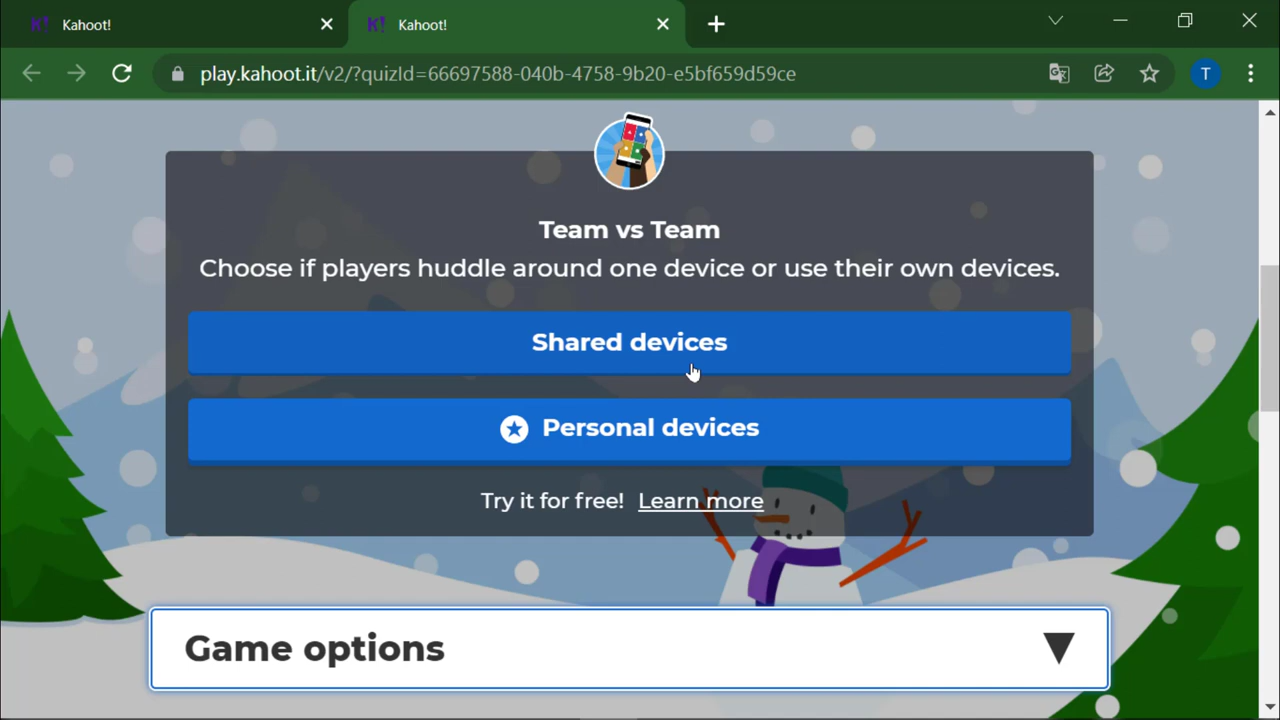 Kahoot!
Kahoot!
play.kahoot.it/v2/?quizId=66697588-040b-4758-9b20-e5bf659d59ce
T
Team vs Team
Choose if players huddle around one device or use their own devices.
Shared devices
Personal devices
Try it for free! Learn more
Game options